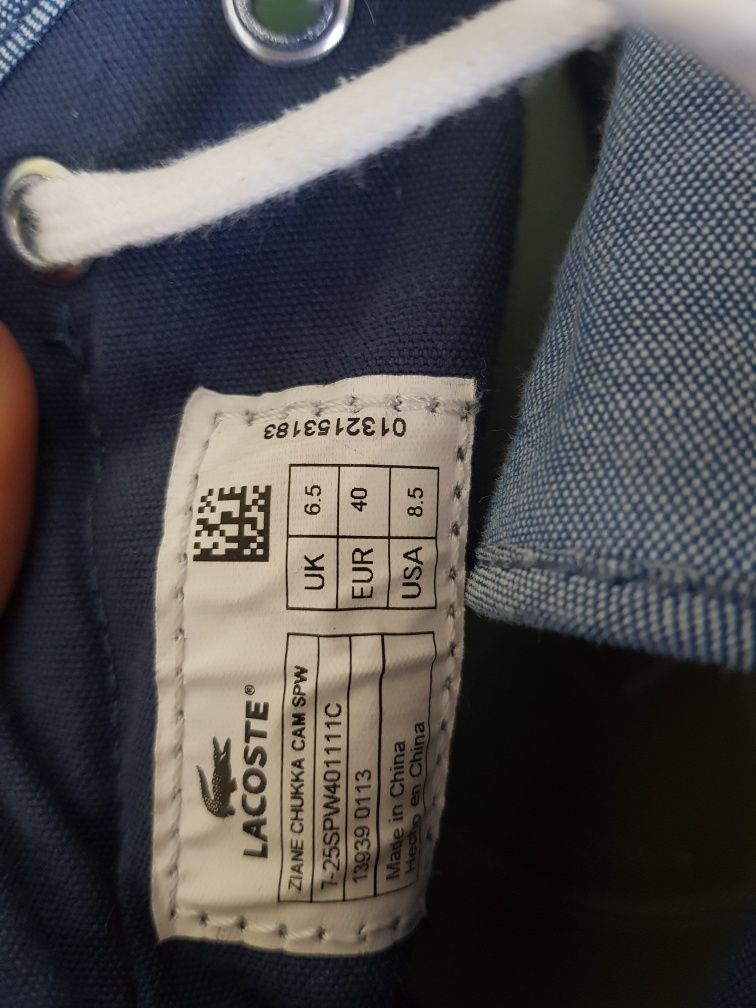 LACOSTE®
ZIANE CHUKKA CAM SPW
7-25SPW401111C
13939 0113
Made in China
Hecho en China
UK 6.5
EUR 40
USA 8.5
0132153183